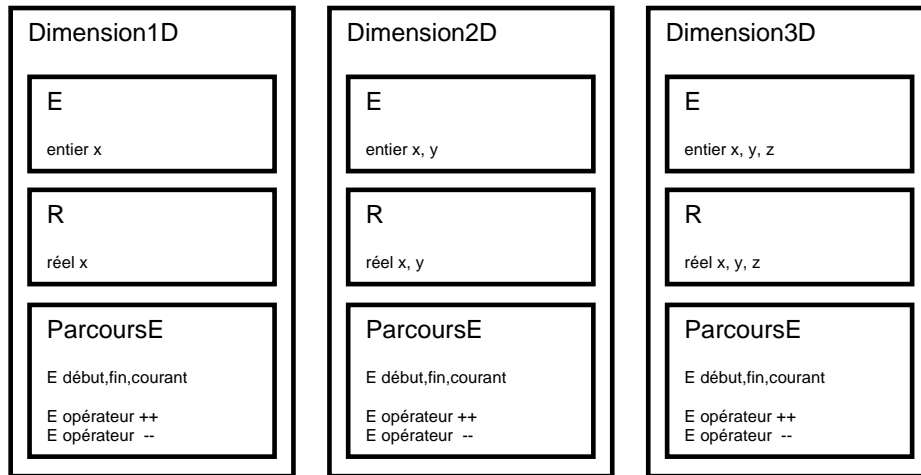 Dimension1D
E
entier x
R
réel x
ParcoursE
E début,fin,courant
E opérateur ++
E opérateur --
Dimension2D
E
entier x, y
R
réel x, y
ParcoursE
E début,fin,courant
E opérateur ++
E opérateur --
Dimension3D
E
entier x, y, z
R
réel x, y, z
ParcoursE
E début,fin,courant
E opérateur ++
E opérateur --